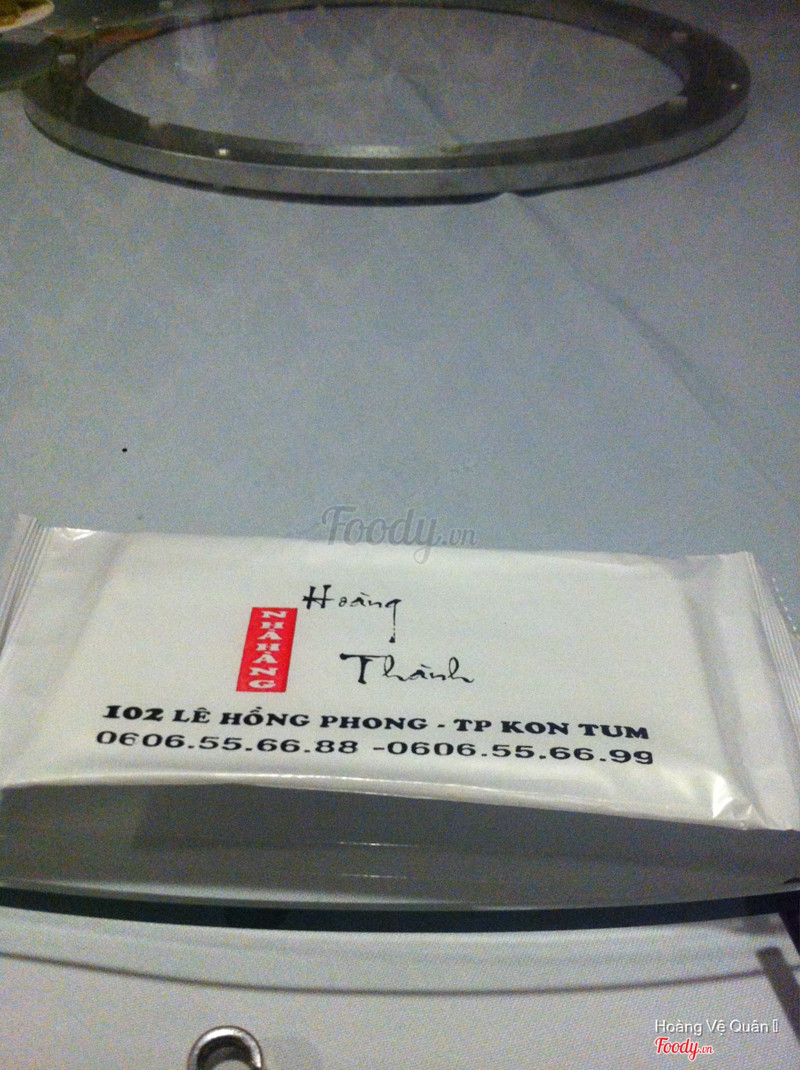 Foody.vn
NHÀ HÀNG
Hoàng
Thành
102 LÊ HỒNG PHONG - TP KON TUM
0606.55.66.88 -0606.55.66.99
Hoàng Vệ Quân
Foody.vn